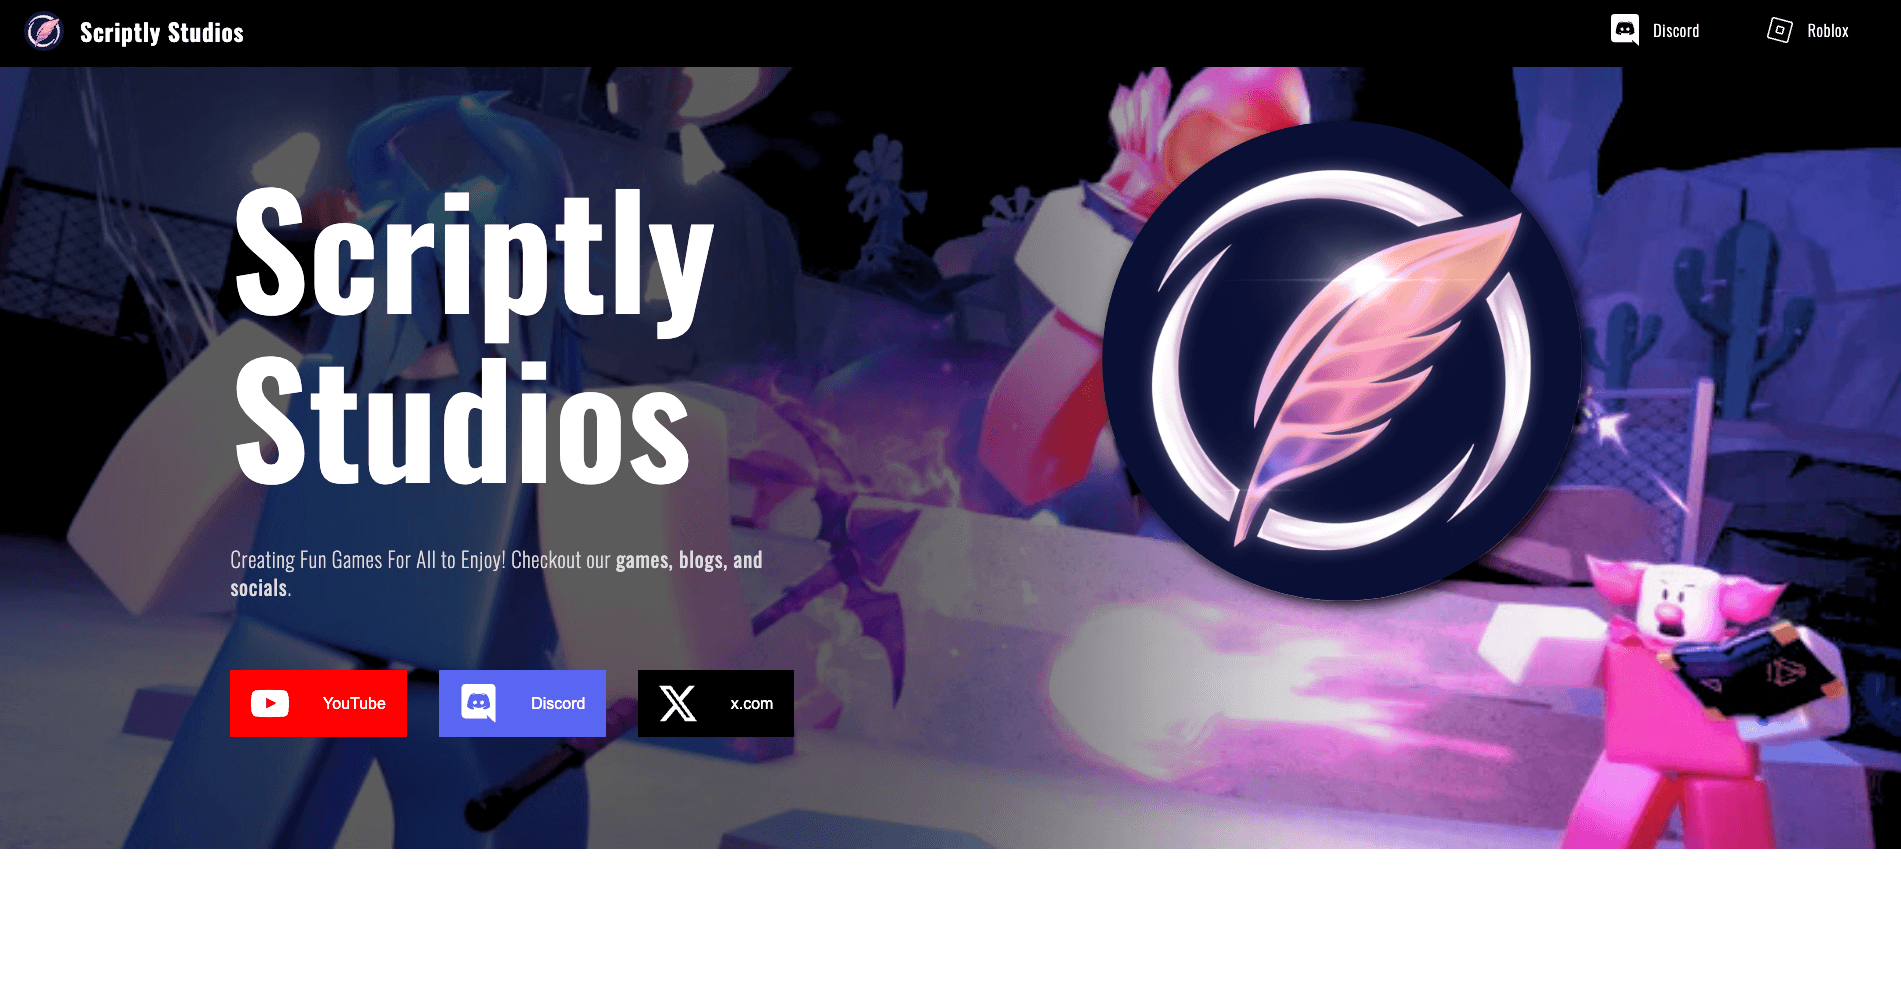 Scriptly Studios
Discord
Roblox
Scriptly
Studios
Creating Fun Games For All to Enjoy! Checkout our games, blogs, and
socials.
YouTube
Discord
x.com